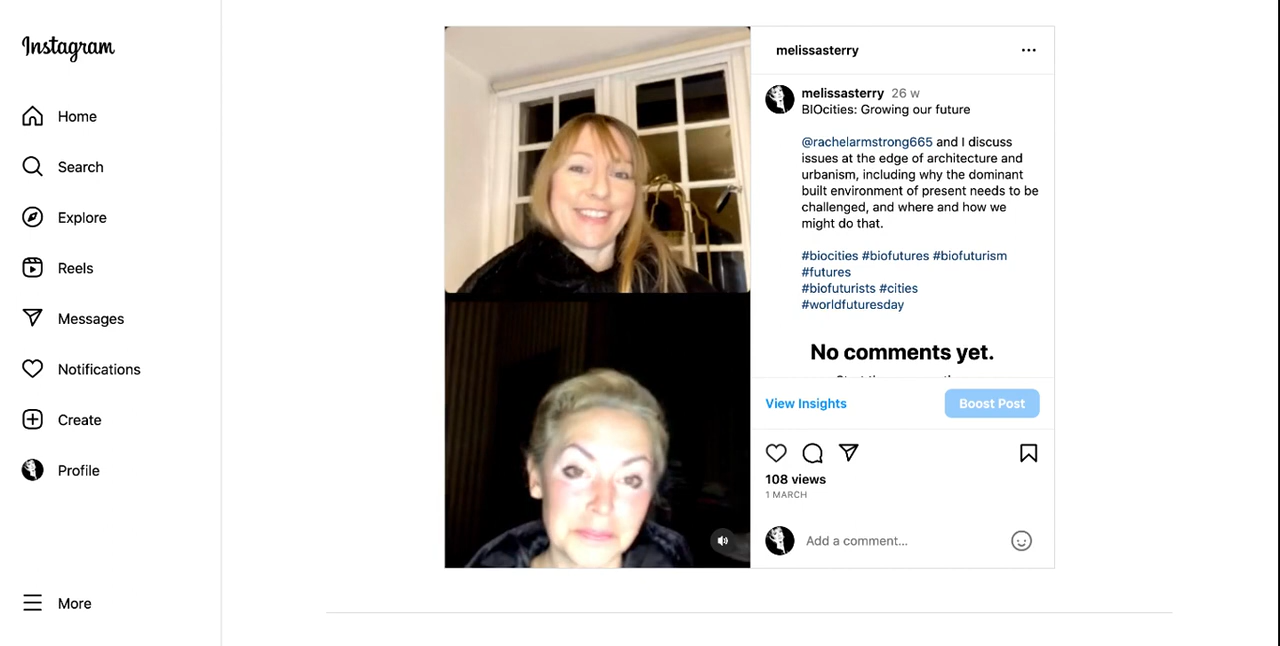 Instagram
Home
Search
Explore
Reels
Messages
Notifications
Create
Profile
More
melissasterry
melissasterry 26 w
BIOcities: Growing our future
@rachelarmstrong665 and I discuss
issues at the edge of architecture and
urbanism, including why the dominant
built environment of present needs to be
challenged, and where and how we
might do that.
#biocities #biofutures #biofuturism
#futures
#biofuturists #cities
#worldfuturesday
No comments yet.
View Insights
Boost Post
108 views
1 MARCH
Add a comment...